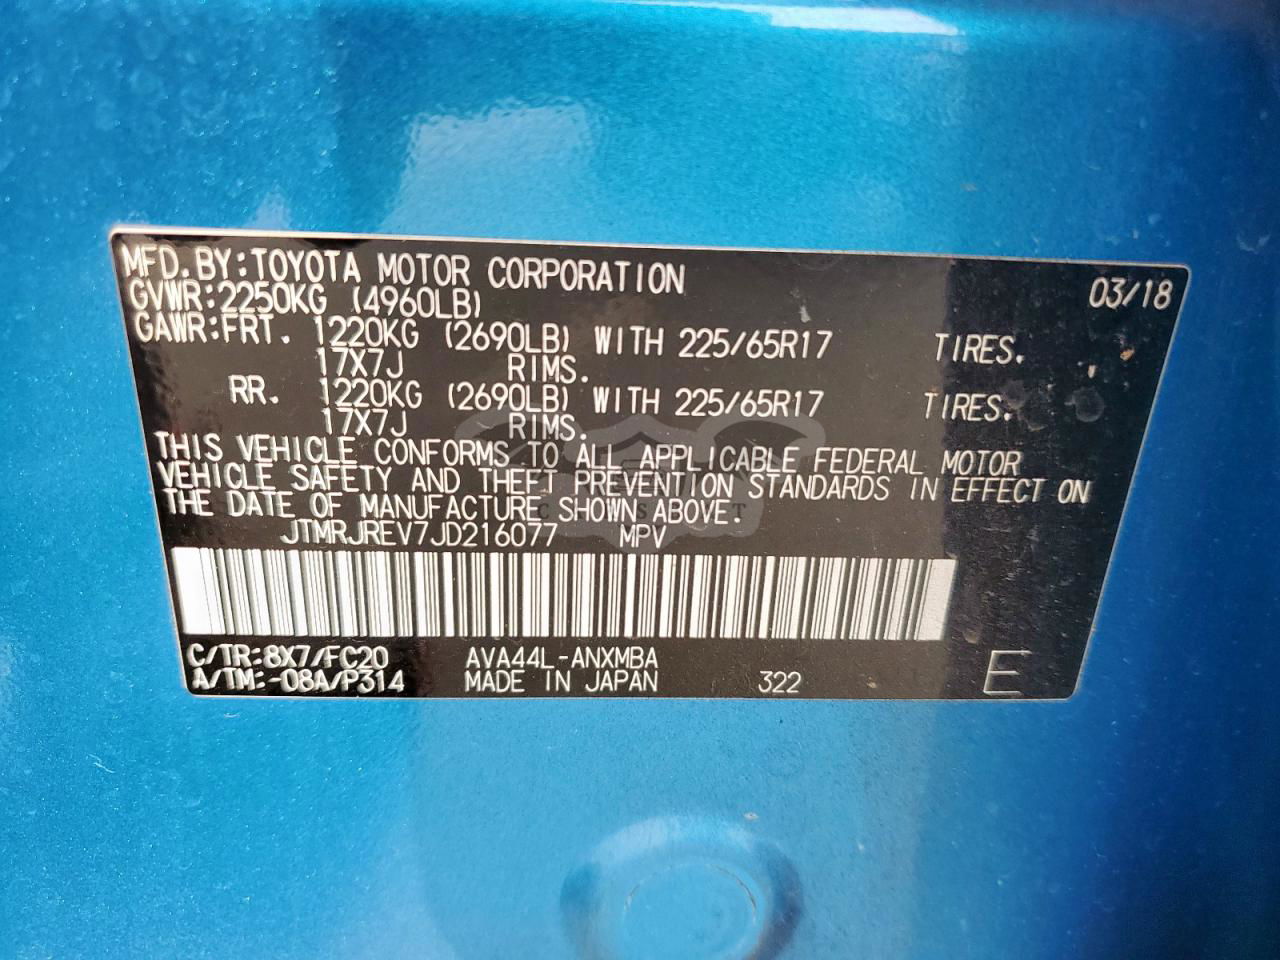 MFD.BY:TOYOTA MOTOR CORPORATION 03/18
GVWR:2250KG (4960LB)
GAWR:FRT. 1220KG (2690LB) WITH 225/65R17 TIRES.
17X7J RIMS.
RR. 1220KG (2690LB) WITH 225/65R17 TIRES.
17X7J RIMS.
THIS VEHICLE CONFORMS TO ALL APPLICABLE FEDERAL MOTOR
VEHICLE SAFETY AND THEFT PREVENTION STANDARDS IN EFFECT ON
THE DATE OF MANUFACTURE SHOWN ABOVE.
JTMRJREV7JD216077 MPV
C/TR:8X7/FC20 AVA44L-ANXMBA
A/TM:-08A/P314 MADE IN JAPAN 322 E